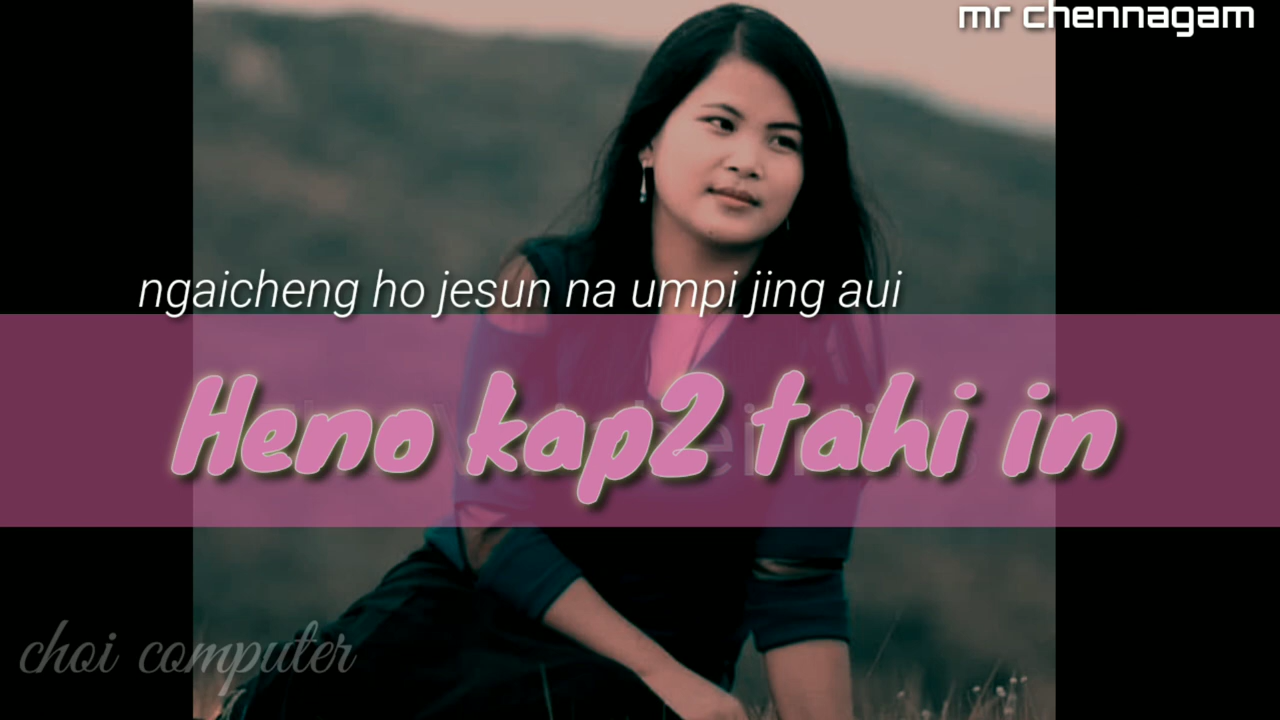 mr chennagam
ngaicheng ho jesun na umpi jing aui
Heno kap2 tahi in
choi computer